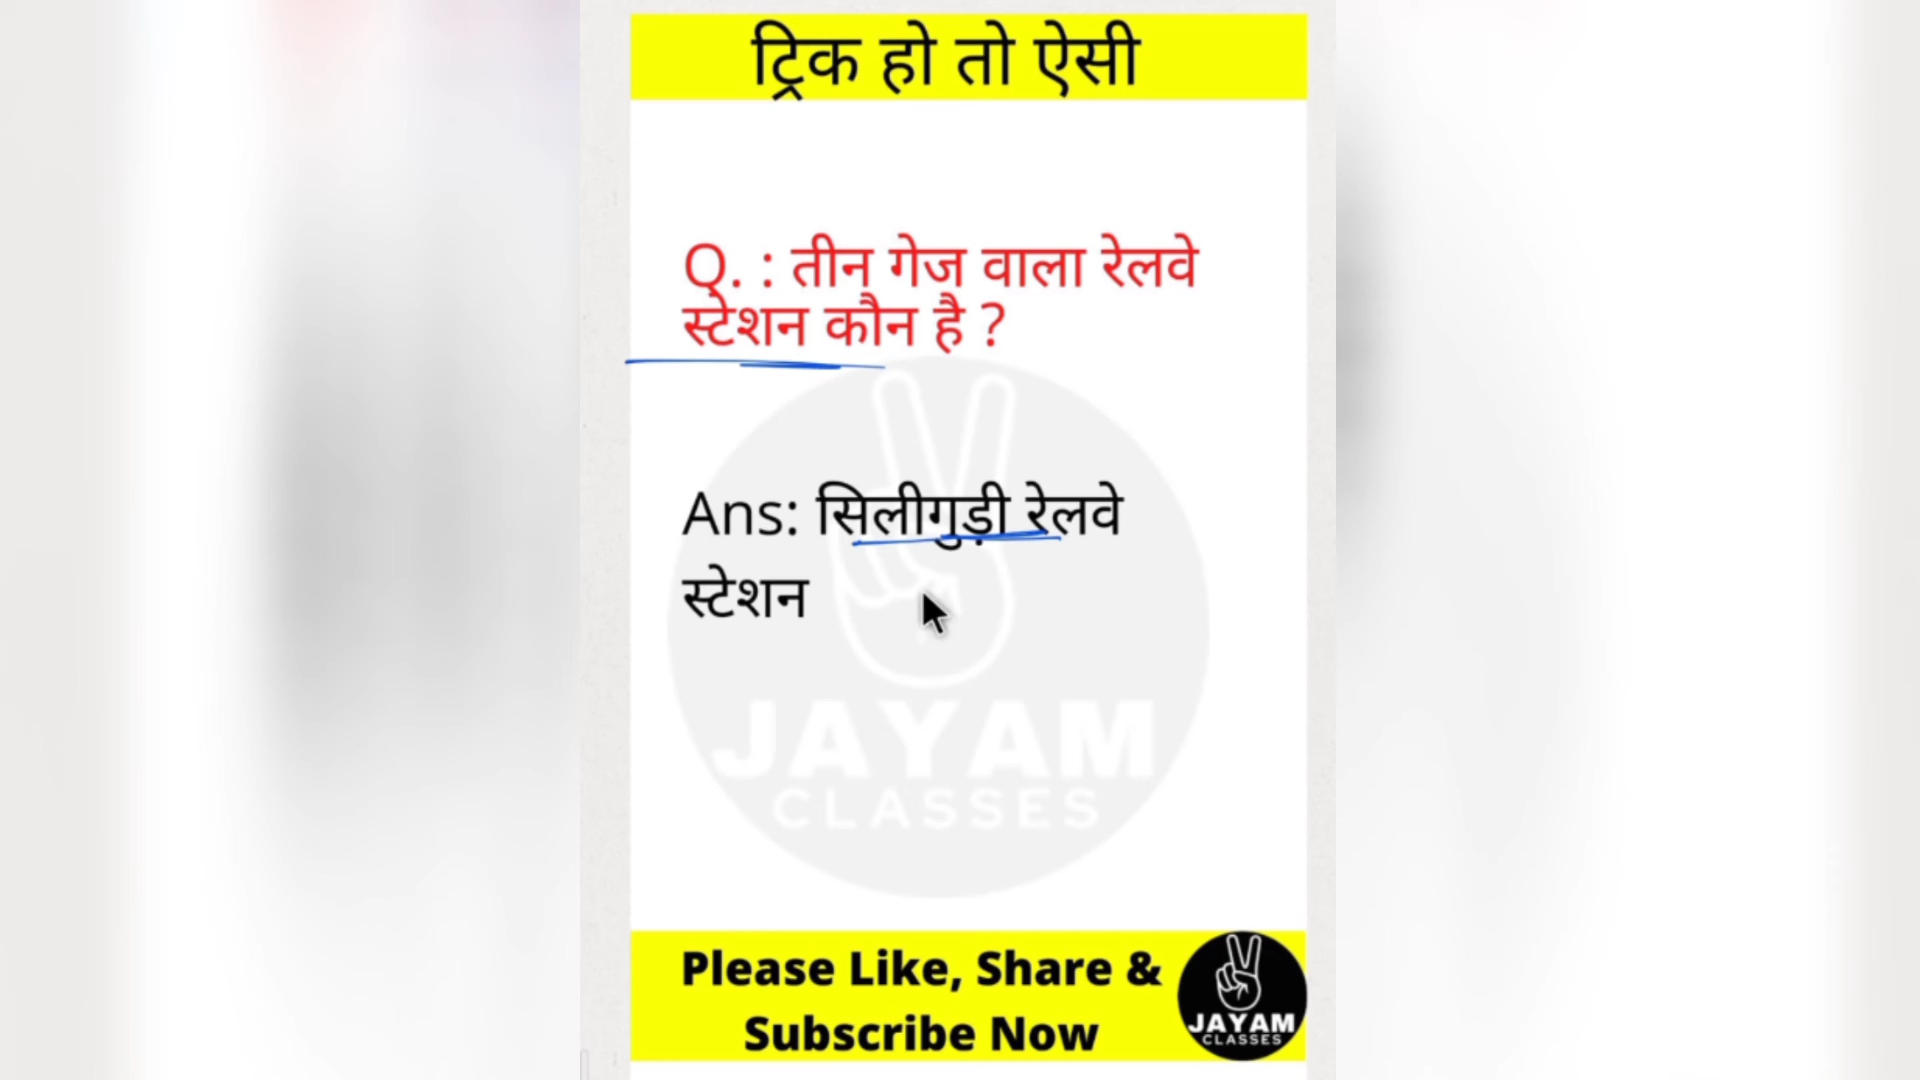 ट्रिक हो तो ऐसी
Q. : तीन गेज वाला रेलवे
स्टेशन कौन है ?
Ans: सिलीगुड़ी रेलवे
स्टेशन
JAYAM
CLASSES
Please Like, Share &
Subscribe Now
JAYAM
CLASSES